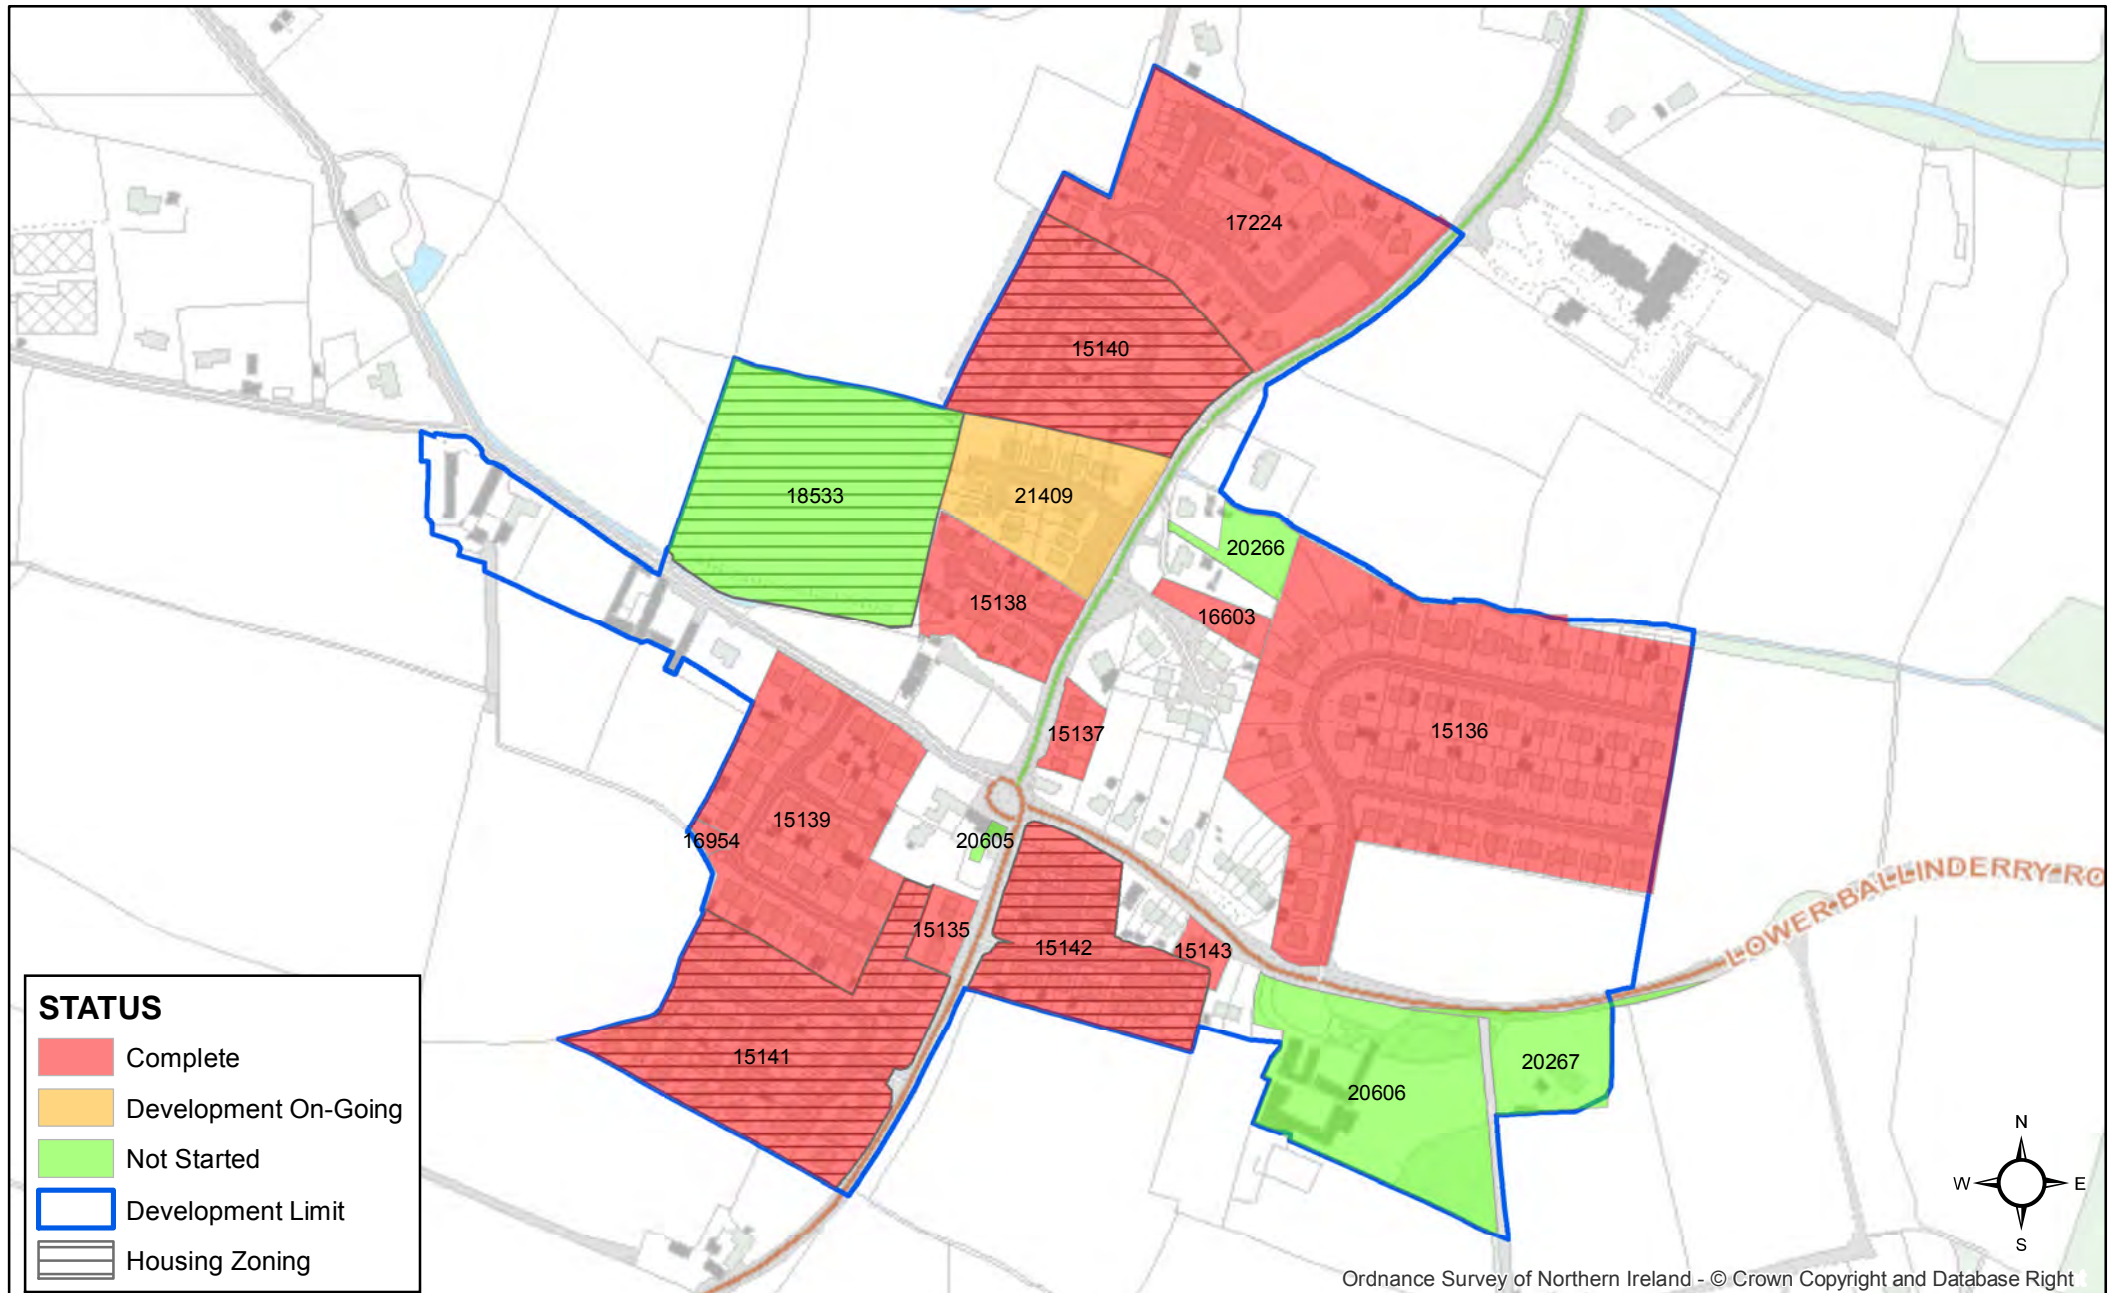 17224
15140
18533
21409
20266
15138
16603
15136
15137
15139
16954
20605
15135
15142
15143
LOWER BALLINDERRY RO
15141
20606
20267
STATUS
Complete
Development On-Going
Not Started
Development Limit
Housing Zoning
N
W E
S
Ordnance Survey of Northern Ireland - © Crown Copyright and Database Right